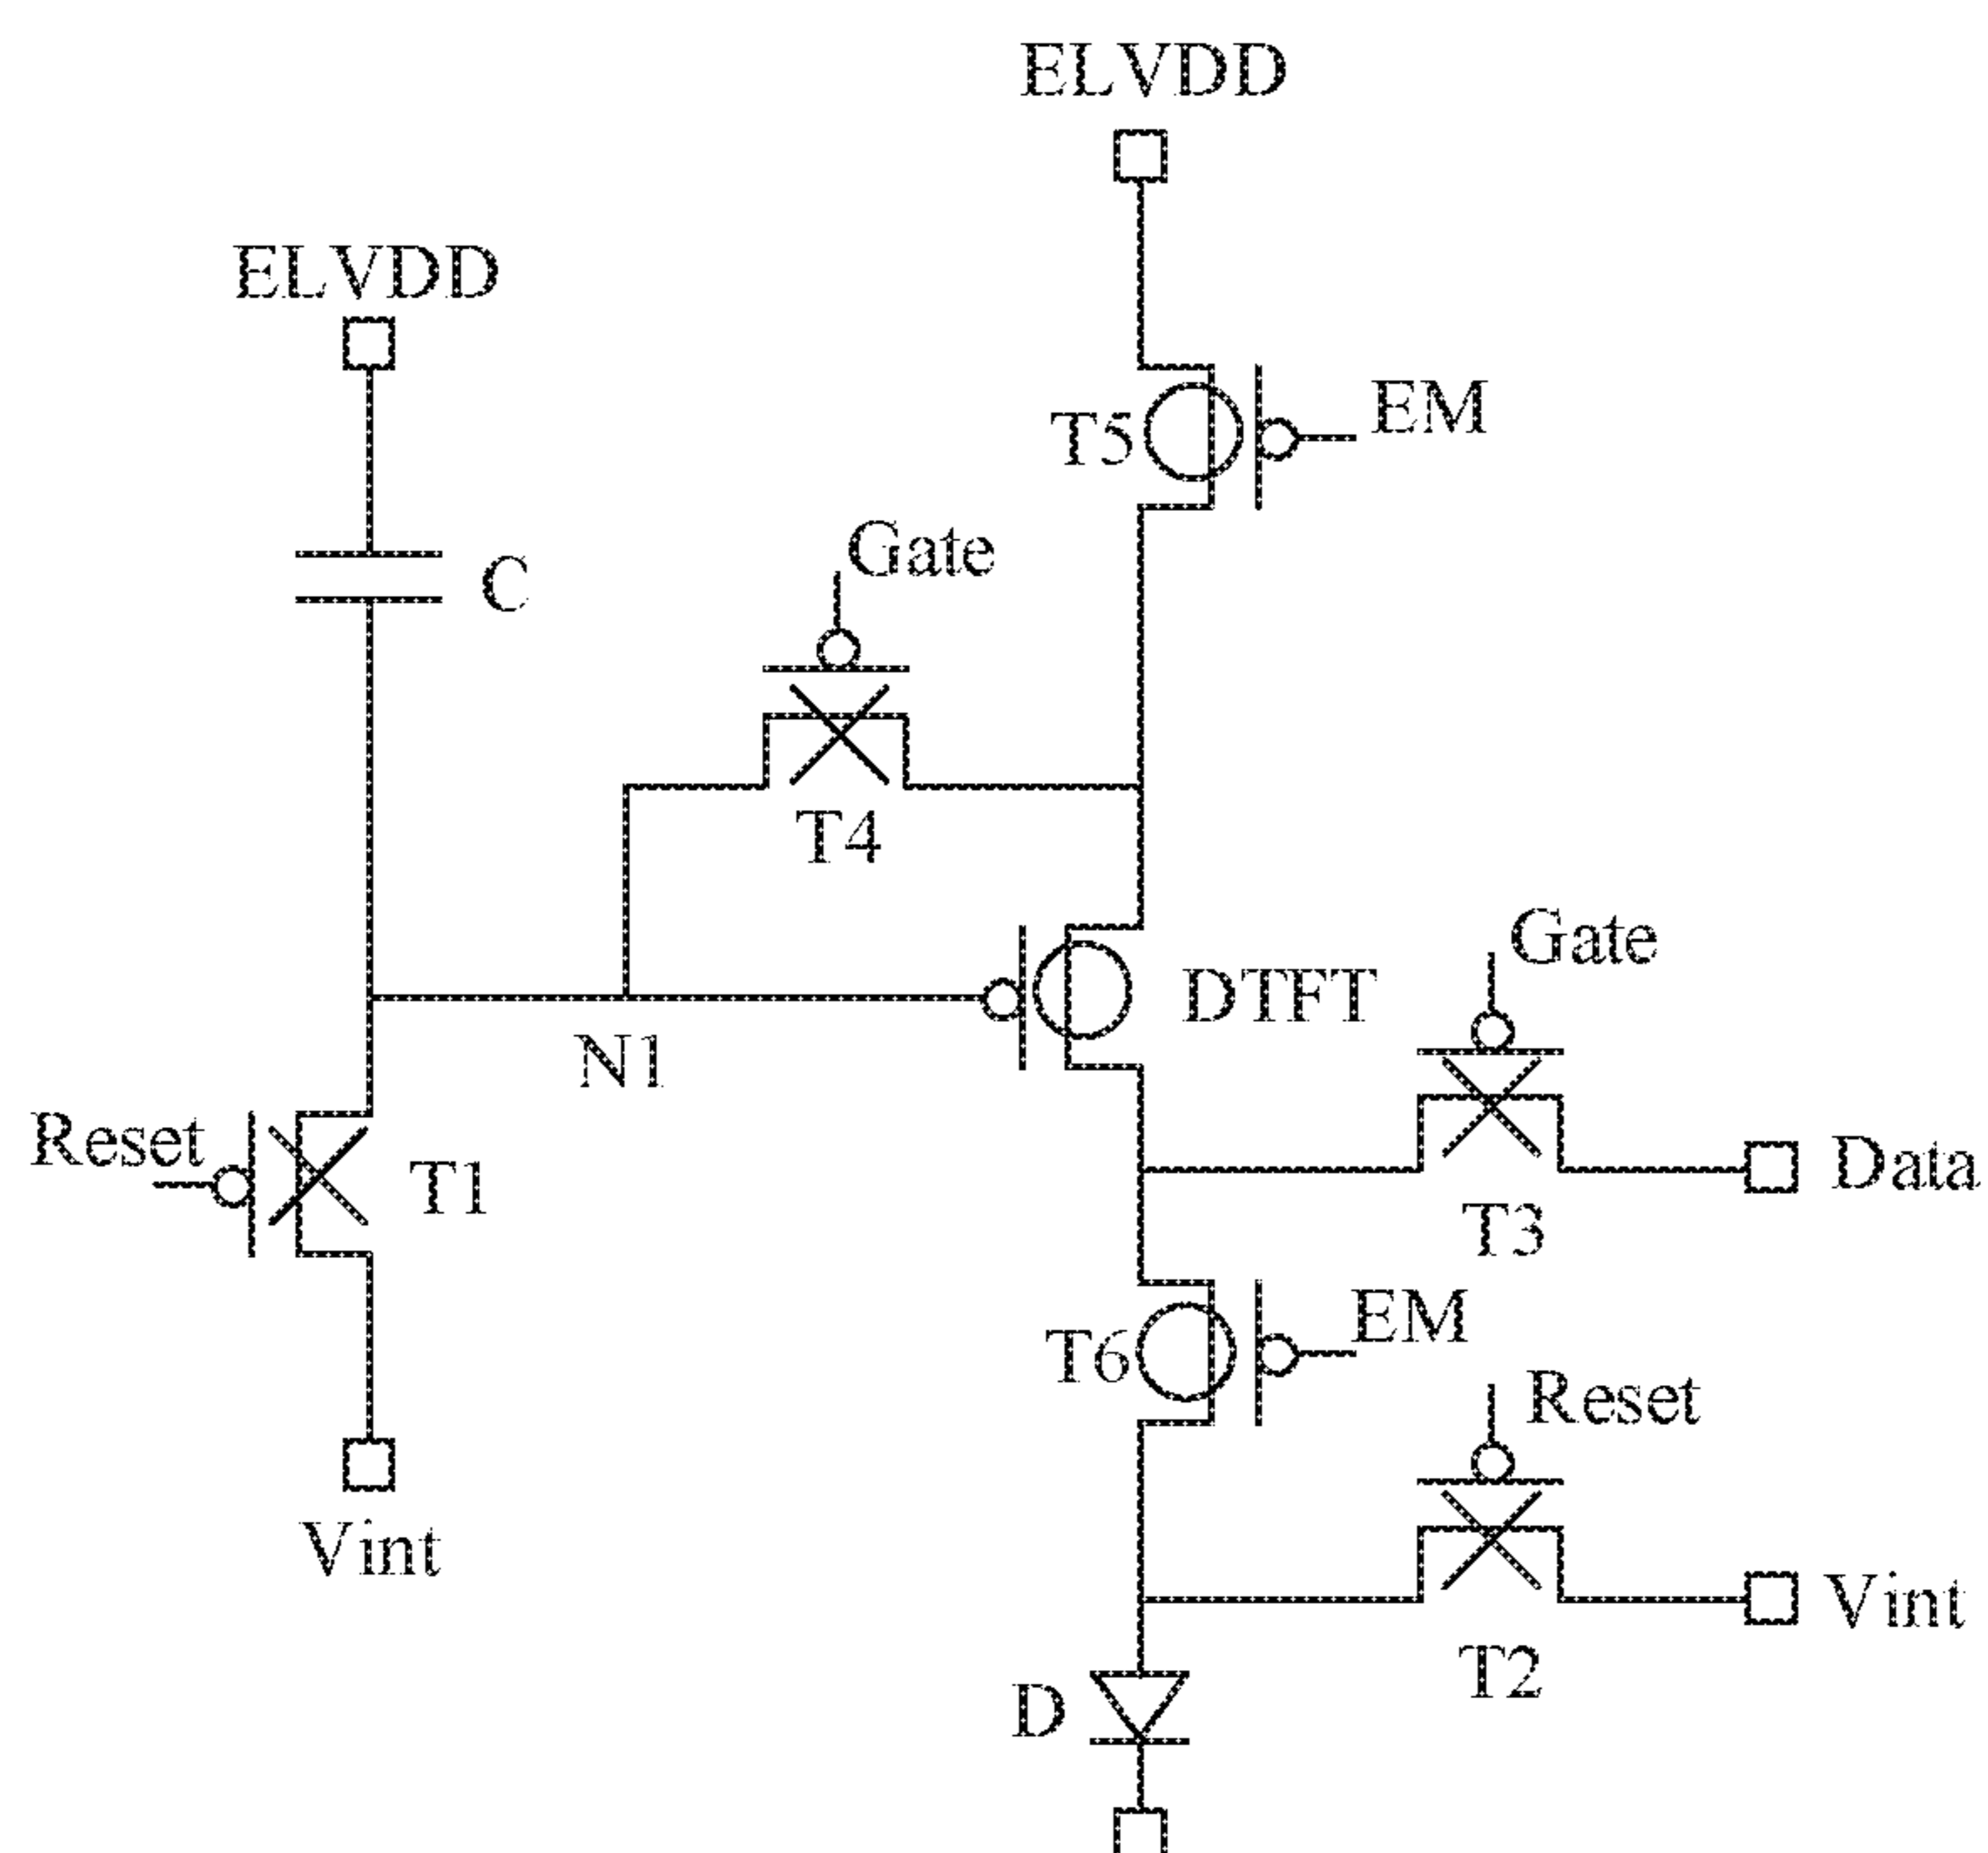 ELVDD
ELVDD
T5
EM
Gate
C
T4
Gate
DTFT
N1
Reset
T1
Data
T3
EM
T6
Reset
Vint
Vint
T2
D